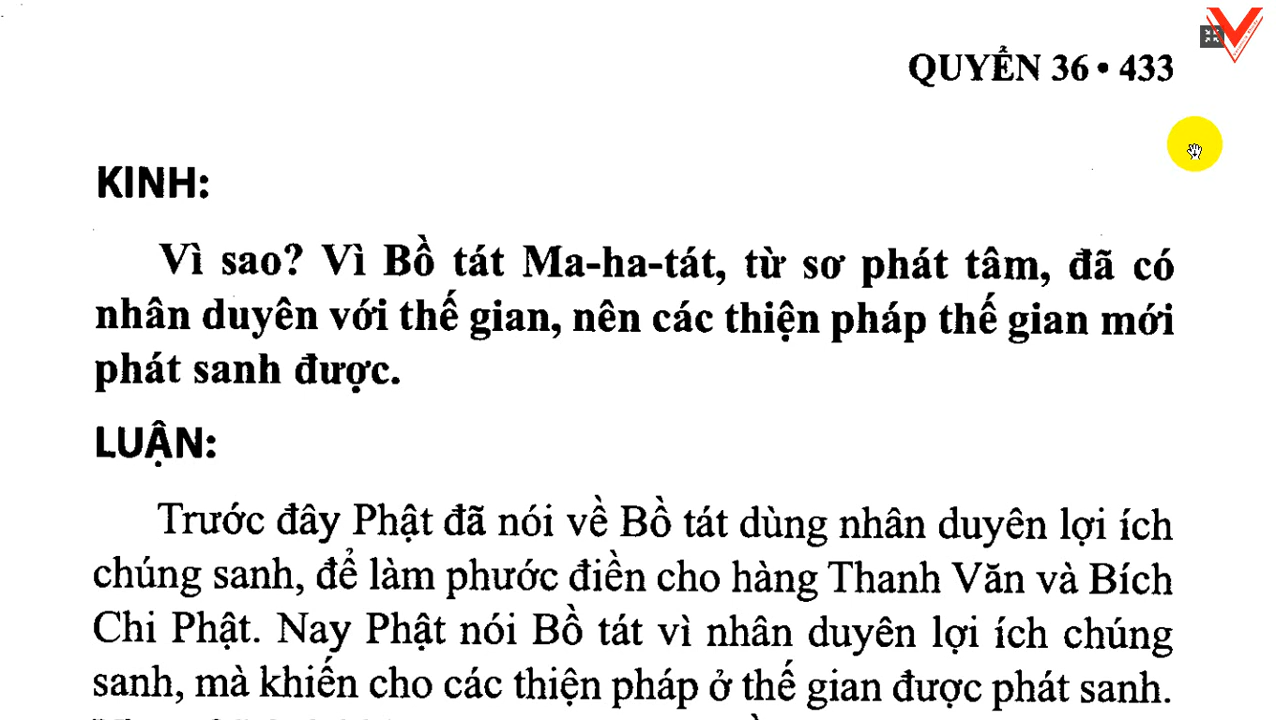 QUYỂN 36 • 433
KINH:
Vì sao? Vì Bồ tát Ma-ha-tát, từ sơ phát tâm, đã có
nhân duyên với thế gian, nên các thiện pháp thế gian mới
phát sanh được.
LUẬN:
Trước đây Phật đã nói về Bồ tát dùng nhân duyên lợi ích
chúng sanh, để làm phước điền cho hàng Thanh Văn và Bích
Chi Phật. Nay Phật nói Bồ tát vì nhân duyên lợi ích chúng
sanh, mà khiến cho các thiện pháp ở thế gian được phát sanh.